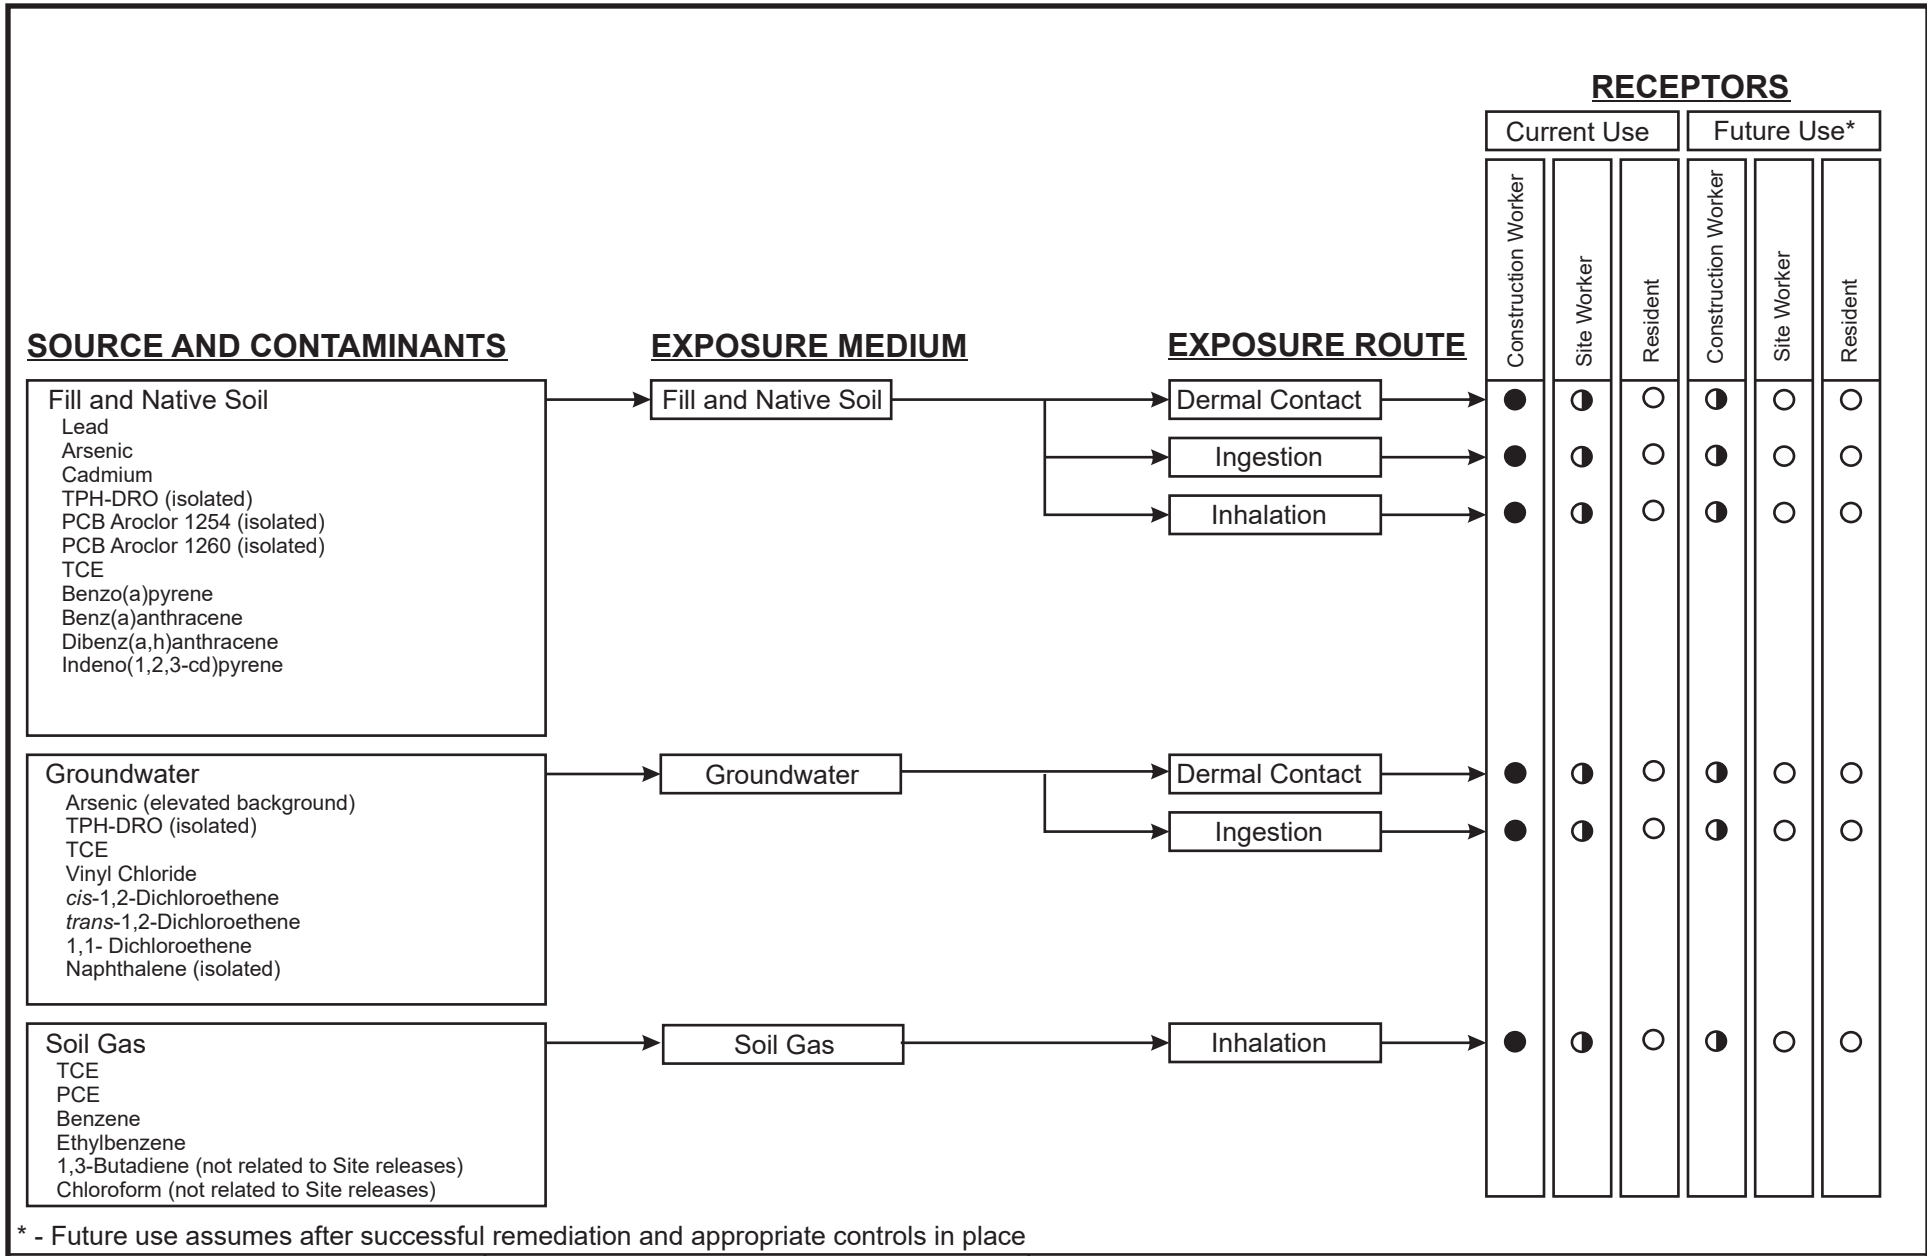 RECEPTORS
Current Use
Future Use*
Construction Worker
Site Worker
Resident
Construction Worker
Site Worker
Resident
SOURCE AND CONTAMINANTS
EXPOSURE MEDIUM
EXPOSURE ROUTE
Fill and Native Soil
Lead
Arsenic
Cadmium
TPH-DRO (isolated)
PCB Aroclor 1254 (isolated)
PCB Aroclor 1260 (isolated)
TCE
Benzo(a)pyrene
Benz(a)anthracene
Dibenz(a,h)anthracene
Indeno(1,2,3-cd)pyrene
Fill and Native Soil
Dermal Contact
Ingestion
Inhalation
Groundwater
Arsenic (elevated background)
TPH-DRO (isolated)
TCE
Vinyl Chloride
cis-1,2-Dichloroethene
trans-1,2-Dichloroethene
1,1- Dichloroethene
Naphthalene (isolated)
Groundwater
Dermal Contact
Ingestion
Soil Gas
TCE
PCE
Benzene
Ethylbenzene
1,3-Butadiene (not related to Site releases)
Chloroform (not related to Site releases)
Soil Gas
Inhalation
* - Future use assumes after successful remediation and appropriate controls in place